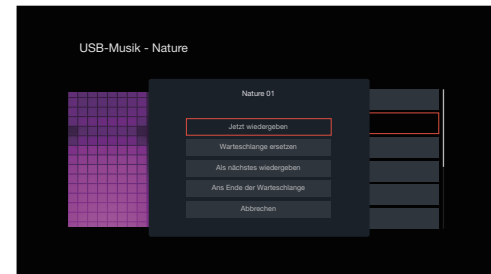 USB-Musik - Nature
Nature 01
Jetzt wiedergeben
Warteschlange ersetzen
Als nächstes wiedergeben
Ans Ende der Warteschlange
Abbrechen